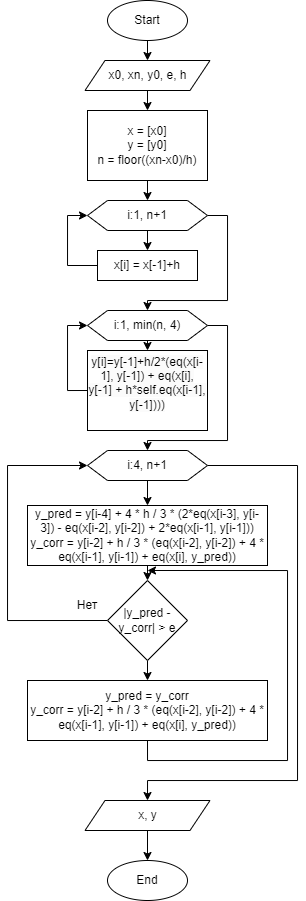 Start
x0, xn, y0, e, h
x = [x0]
y = [y0]
n = floor((xn-x0)/h)
i:1, n+1
x[i] = x[-1]+h
i:1, min(n, 4)
y[i]=y[-1]+h/2*(eq(x[i-
1], y[-1]) + eq(x[i],
y[-1] + h*self.eq(x[i-1],
y[-1])))
i:4, n+1
y_pred = y[i-4] + 4 * h / 3 * (2*eq(x[i-3], y[i-
3]) - eq(x[i-2], y[i-2]) + 2*eq(x[i-1], y[i-1]))
y_corr = y[i-2] + h / 3 * (eq(x[i-2], y[i-2]) + 4 *
eq(x[i-1], y[i-1]) + eq(x[i], y_pred))
Нет
|y_pred -
y_corr| > e
y_pred = y_corr
y_corr = y[i-2] + h / 3 * (eq(x[i-2], y[i-2]) + 4 *
eq(x[i-1], y[i-1]) + eq(x[i], y_pred))
x, y
End